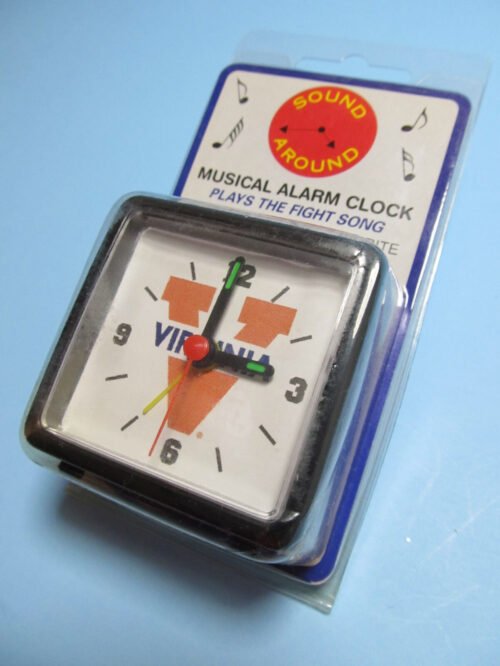 SOUND
AROUND
MUSICAL ALARM CLOCK
PLAYS THE FIGHT SONG
12
9
VIRGINIA
3
6